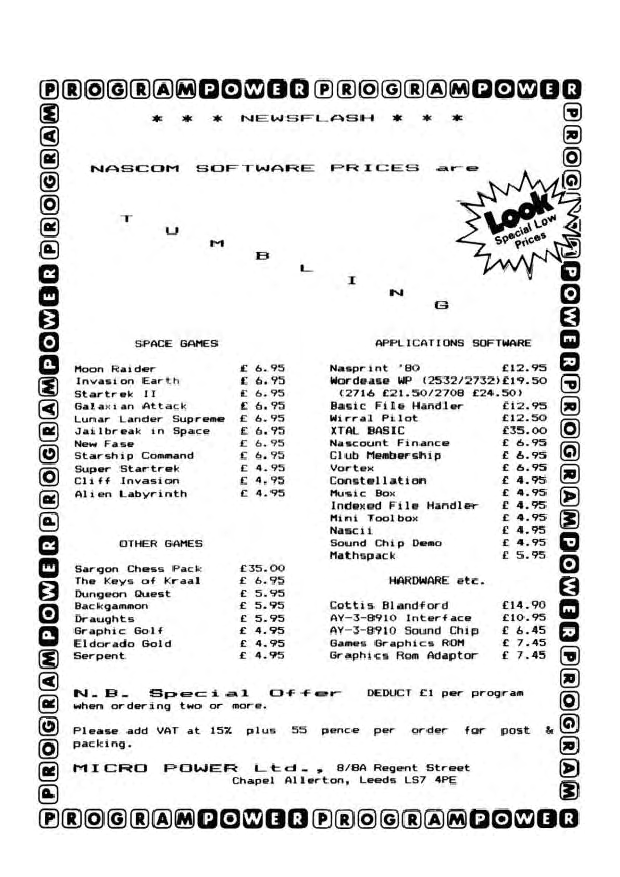 PROGRAMPOWER PROGRAMPOWER
* * * NEWSFLASH * * *
NASCOM SOFTWARE PRICES are
Look
Special Low
Prices
T
U
M
B
L
I
N
G
SPACE GAMES
Moon Raider £ 6.95
Invasion Earth £ 6.95
Startrek II £ 6.95
Galaxian Attack £ 6.95
Lunar Lander Supreme £ 6.95
Jailbreak in Space £ 6.95
New Fase £ 6.95
Starship Command £ 6.95
Super Startrek £ 4.95
Cliff Invasion £ 4.95
Alien Labyrinth £ 4.95
OTHER GAMES
Sargon Chess Pack £35.00
The Keys of Kraal £ 6.95
Dungeon Quest £ 5.95
Backgammon £ 5.95
Draughts £ 5.95
Graphic Golf £ 4.95
Eldorado Gold £ 4.95
Serpent £ 4.95
APPLICATIONS SOFTWARE
Nasprint '80 £12.95
Wordease WP (2532/2732)£19.50
(2716 £21.50/2708 £24.50)
Basic File Handler £12.95
Wirral Pilot £12.50
XTAL BASIC £35.00
Nascount Finance £ 6.95
Club Membership £ 6.95
Vortex £ 6.95
Constellation £ 4.95
Music Box £ 4.95
Indexed File Handler £ 4.95
Mini Toolbox £ 4.95
Nascii £ 4.95
Sound Chip Demo £ 4.95
Mathspack £ 5.95
HARDWARE etc.
Cottis Blandford £14.90
AY-3-8910 Interface £10.95
AY-3-8910 Sound Chip £ 6.45
Games Graphics ROM £ 7.45
Graphics Rom Adaptor £ 7.45
N.B. Special Offer DEDUCT £1 per program
when ordering two or more.
Please add VAT at 15% plus 55 pence per order for post &
packing.
MICRO POWER Ltd., 8/8A Regent Street
Chapel Allerton, Leeds LS7 4PE
PROGRAMPOWER PROGRAMPOWER
PROGRAMPOWERPROGRAMPOWERPROGRAM
PROGRAMPOWERPROGRAMPOWERPROGRAM